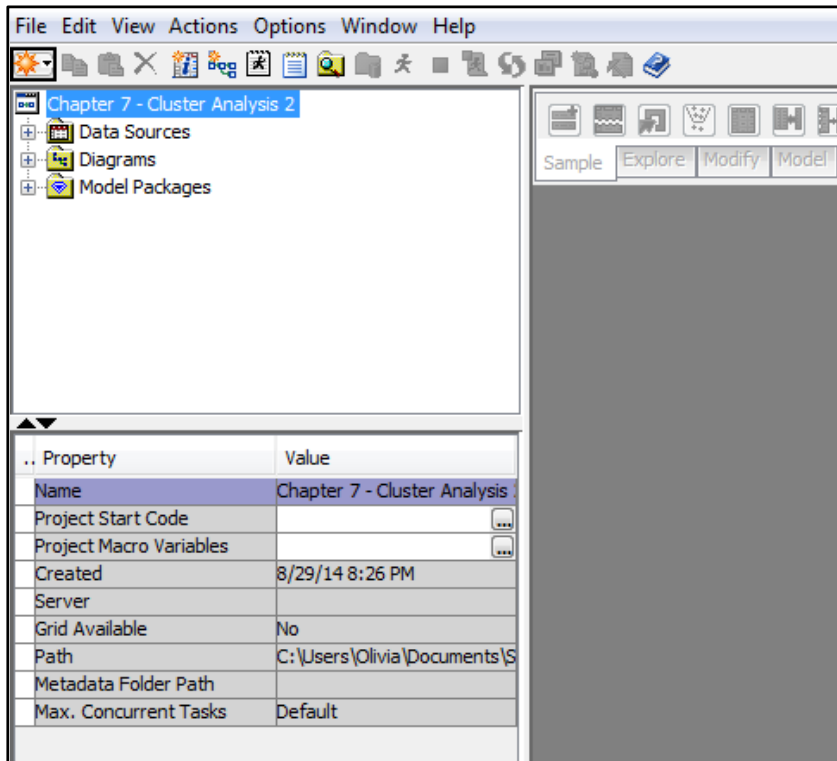 File Edit View Actions Options Window Help
Chapter 7 - Cluster Analysis 2
Data Sources
Diagrams
Model Packages
Sample Explore Modify Model
.. Property Value
Name Chapter 7 - Cluster Analysis
Project Start Code ...
Project Macro Variables ...
Created 8/29/14 8:26 PM
Server
Grid Available No
Path C:\Users\Olivia\Documents\S
Metadata Folder Path
Max. Concurrent Tasks Default